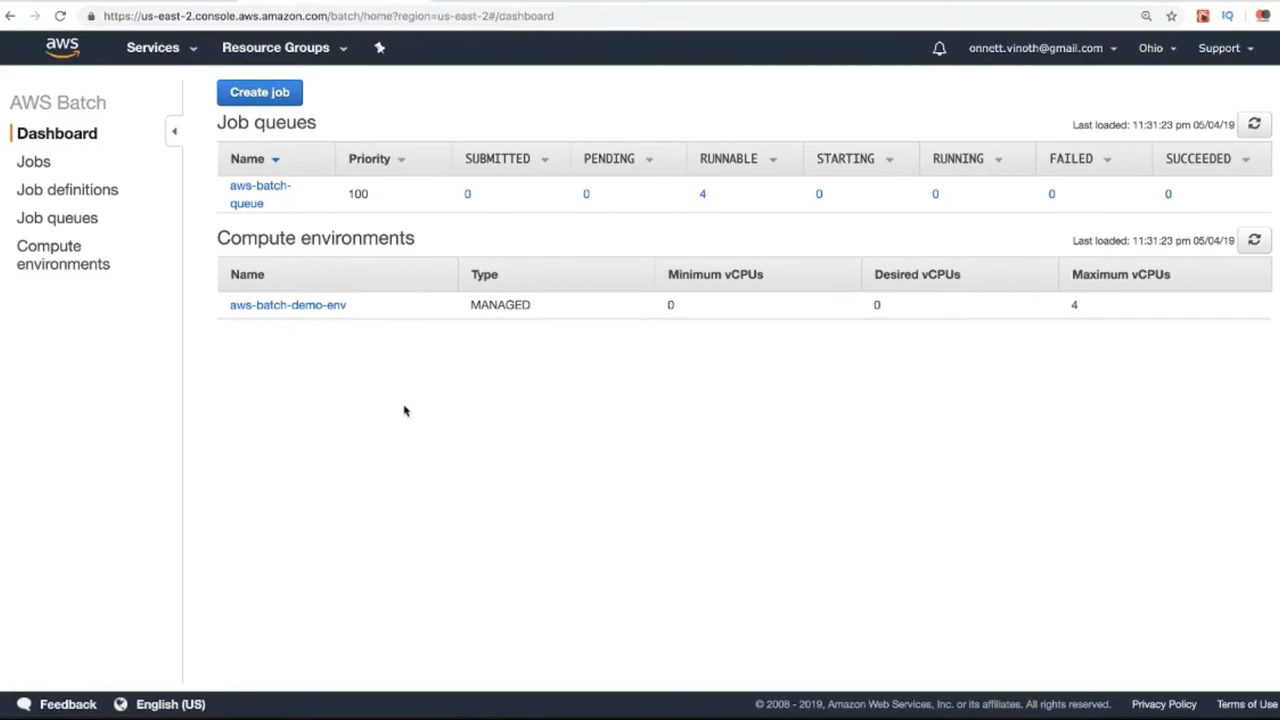 https://us-east-2.console.aws.amazon.com/batch/home?region=us-east-2#/dashboard
IQ
aws Services Resource Groups onnett.vinoth@gmail.com Ohio Support
AWS Batch
Dashboard
Jobs
Job definitions
Job queues
Compute
environments
Create job
Job queues Last loaded: 11:31:23 pm 05/04/19
Name Priority SUBMITTED PENDING RUNNABLE STARTING RUNNING FAILED SUCCEEDED
aws-batch-
queue 100 0 0 4 0 0 0 0
Compute environments Last loaded: 11:31:23 pm 05/04/19
Name Type Minimum vCPUs Desired vCPUs Maximum vCPUs
aws-batch-demo-env MANAGED 0 0 4
Feedback English (US) © 2008 - 2019, Amazon Web Services, Inc. or its affiliates. All rights reserved. Privacy Policy Terms of Use